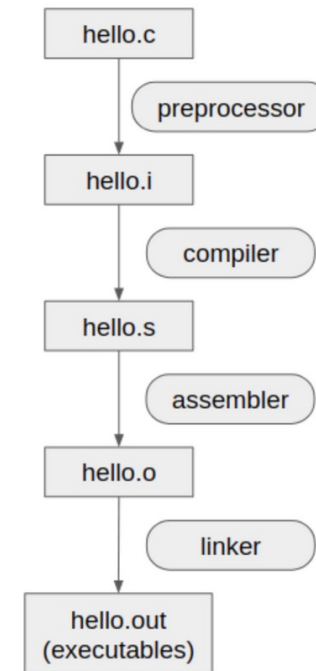 hello.c
preprocessor
hello.i
compiler
hello.s
assembler
hello.o
linker
hello.out
(executables)